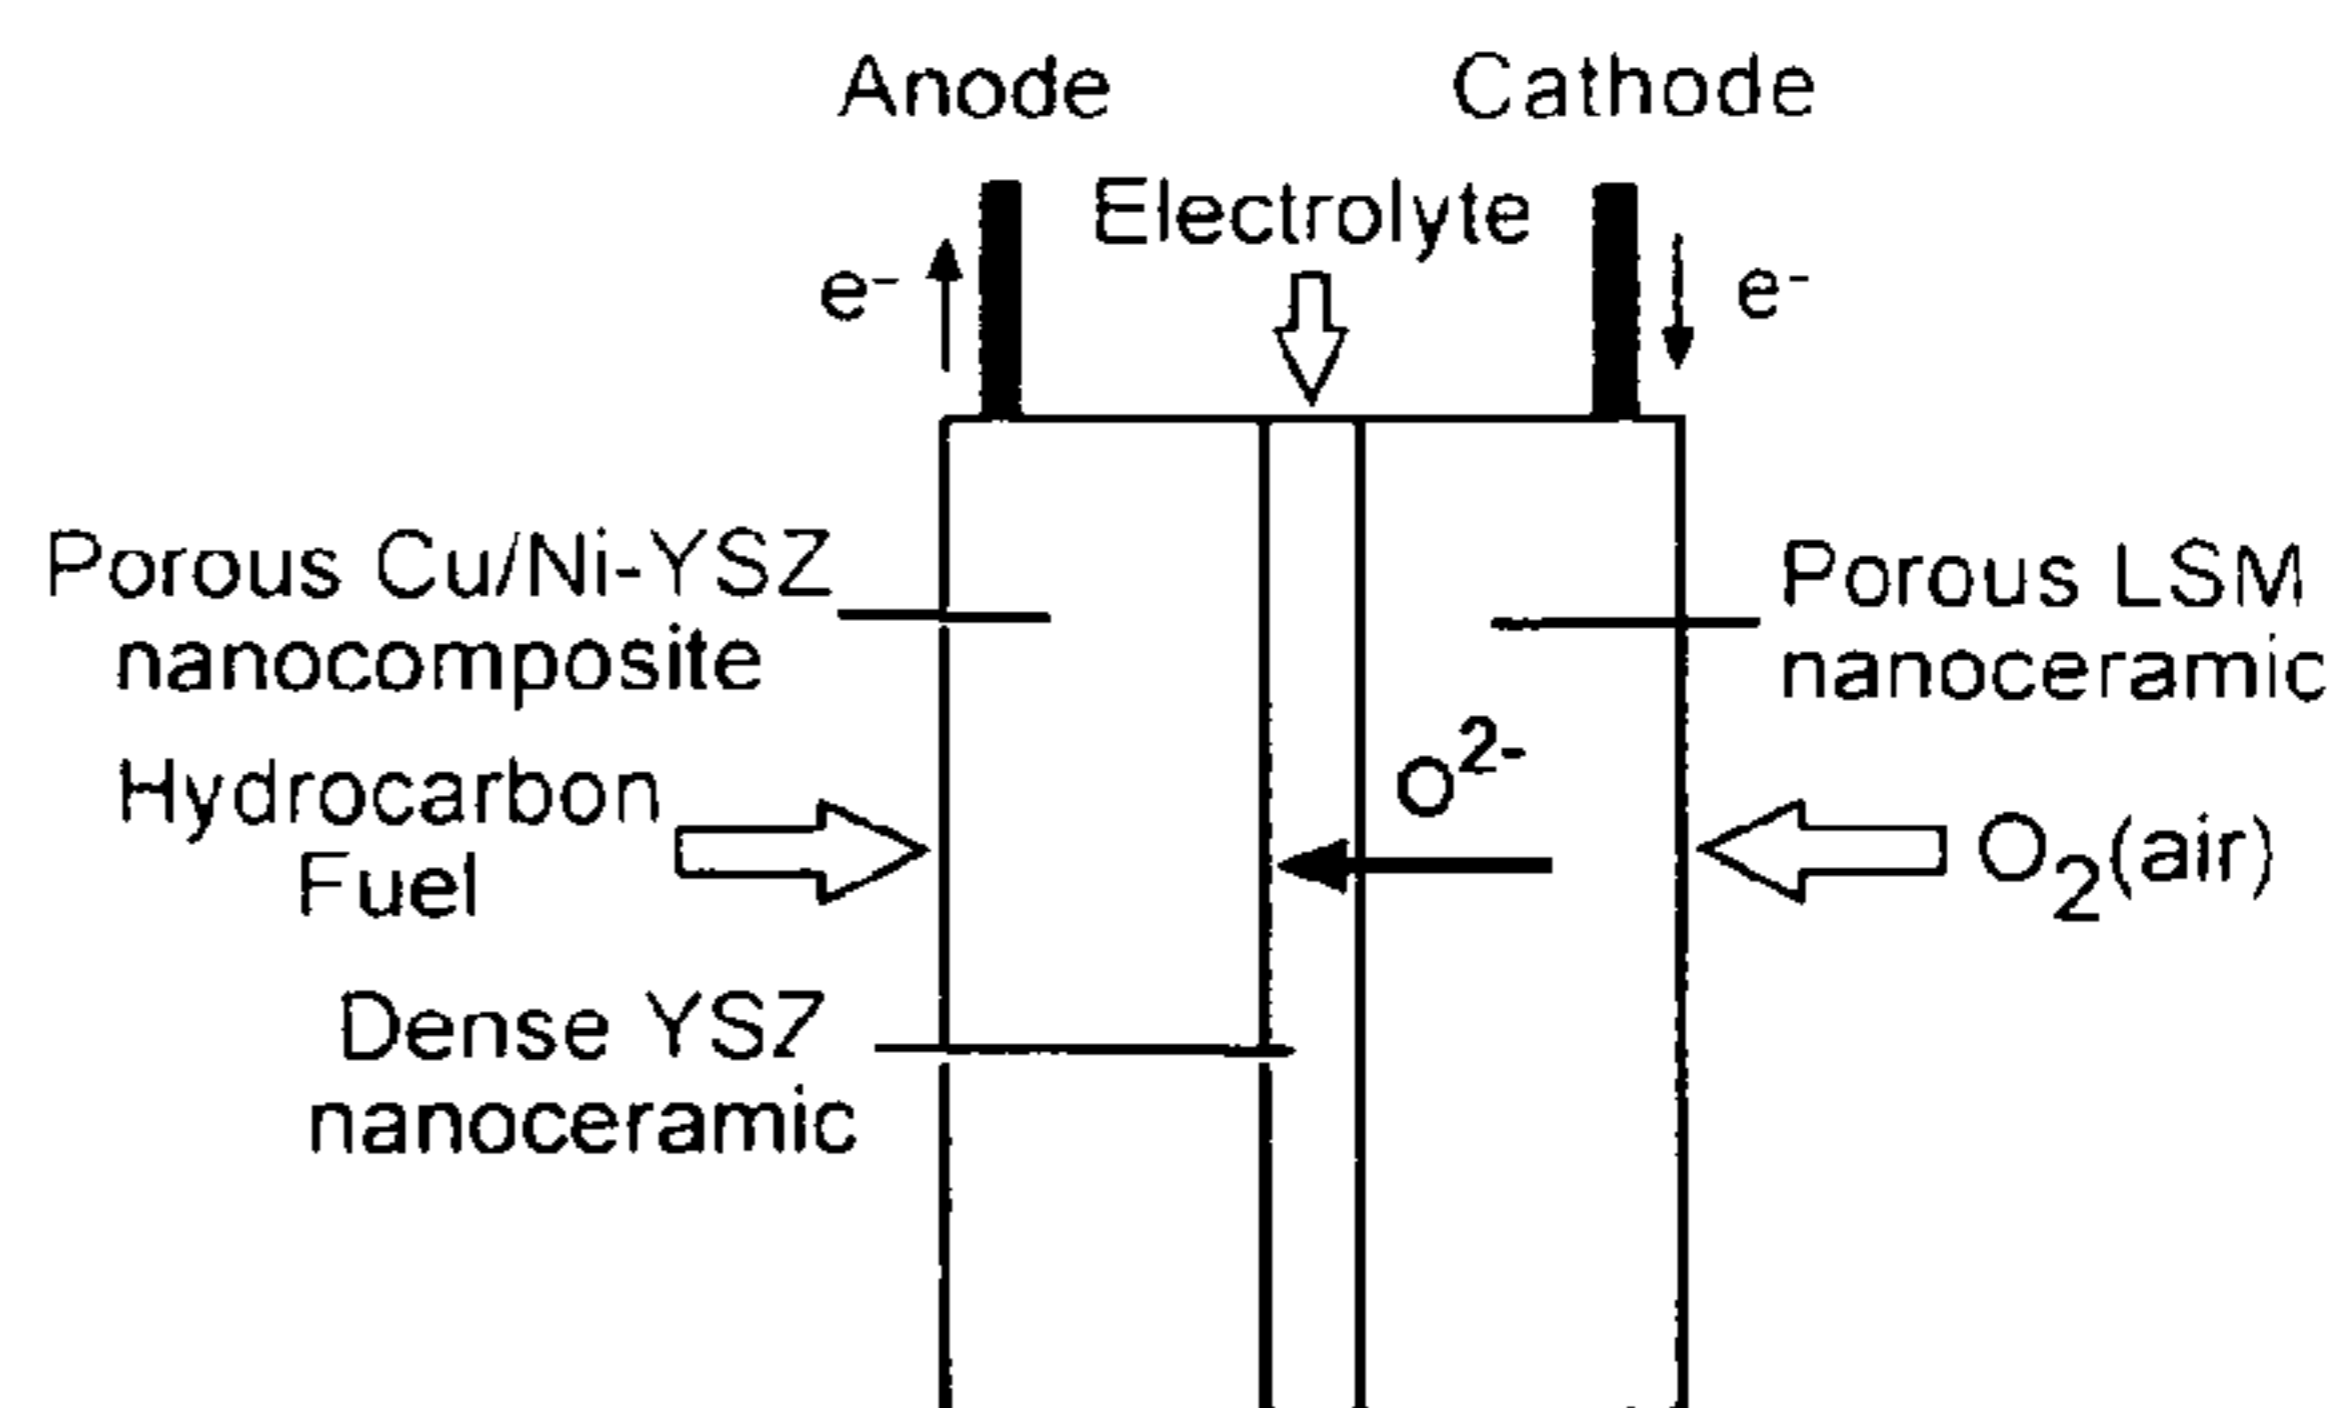 Anode
Cathode
Electrolyte
e⁻
e⁻
Porous Cu/Ni-YSZ
nanocomposite
Porous LSM
nanoceramic
Hydrocarbon
Fuel
O²⁻
O₂(air)
Dense YSZ
nanoceramic